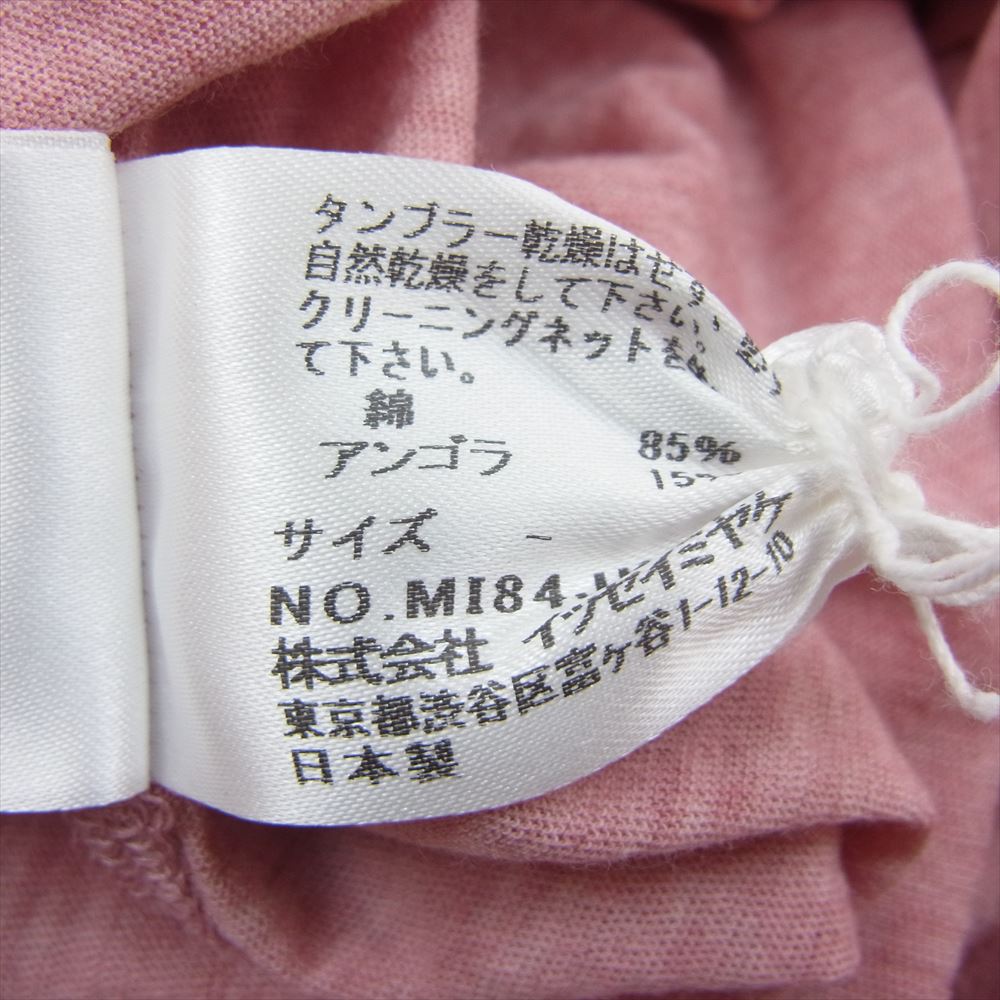 タンブラー乾燥はせず、
自然乾燥をして下さい。
クリーニングネットを
て下さい。
綿 85%
アンゴラ 15%
サイズ -
NO.MI84
株式会社 イッセイミヤケ
東京都渋谷区富ヶ谷1-12-10
日本製